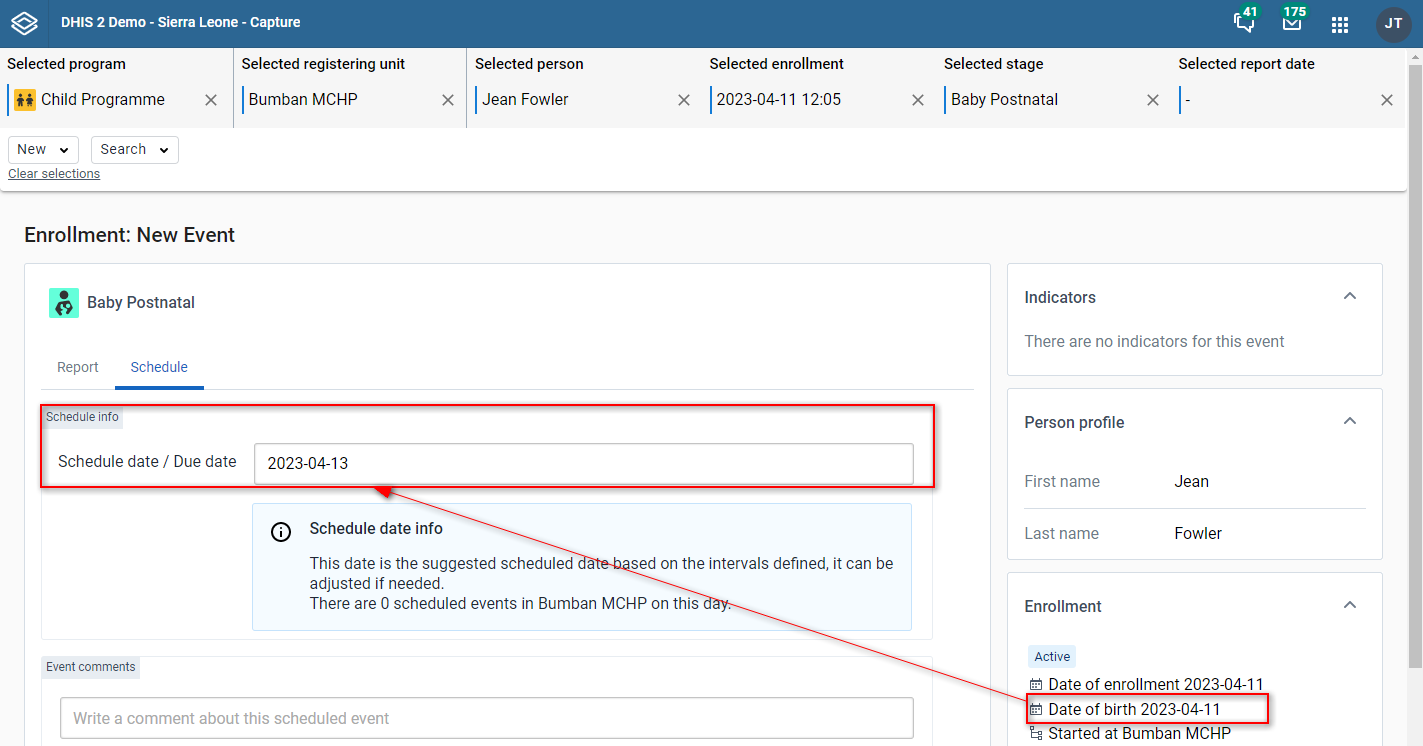 DHIS 2 Demo - Sierra Leone - Capture
41
175
JT
Selected program
Child Programme
Selected registering unit
Bumban MCHP
Selected person
Jean Fowler
Selected enrollment
2023-04-11 12:05
Selected stage
Baby Postnatal
Selected report date
-
New
Search
Clear selections
Enrollment: New Event
Baby Postnatal
Report
Schedule
Schedule info
Schedule date / Due date
2023-04-13
Schedule date info
This date is the suggested scheduled date based on the intervals defined, it can be
adjusted if needed.
There are 0 scheduled events in Bumban MCHP on this day.
Event comments
Write a comment about this scheduled event
Indicators
There are no indicators for this event
Person profile
First name
Jean
Last name
Fowler
Enrollment
Active
Date of enrollment 2023-04-11
Date of birth 2023-04-11
Started at Bumban MCHP